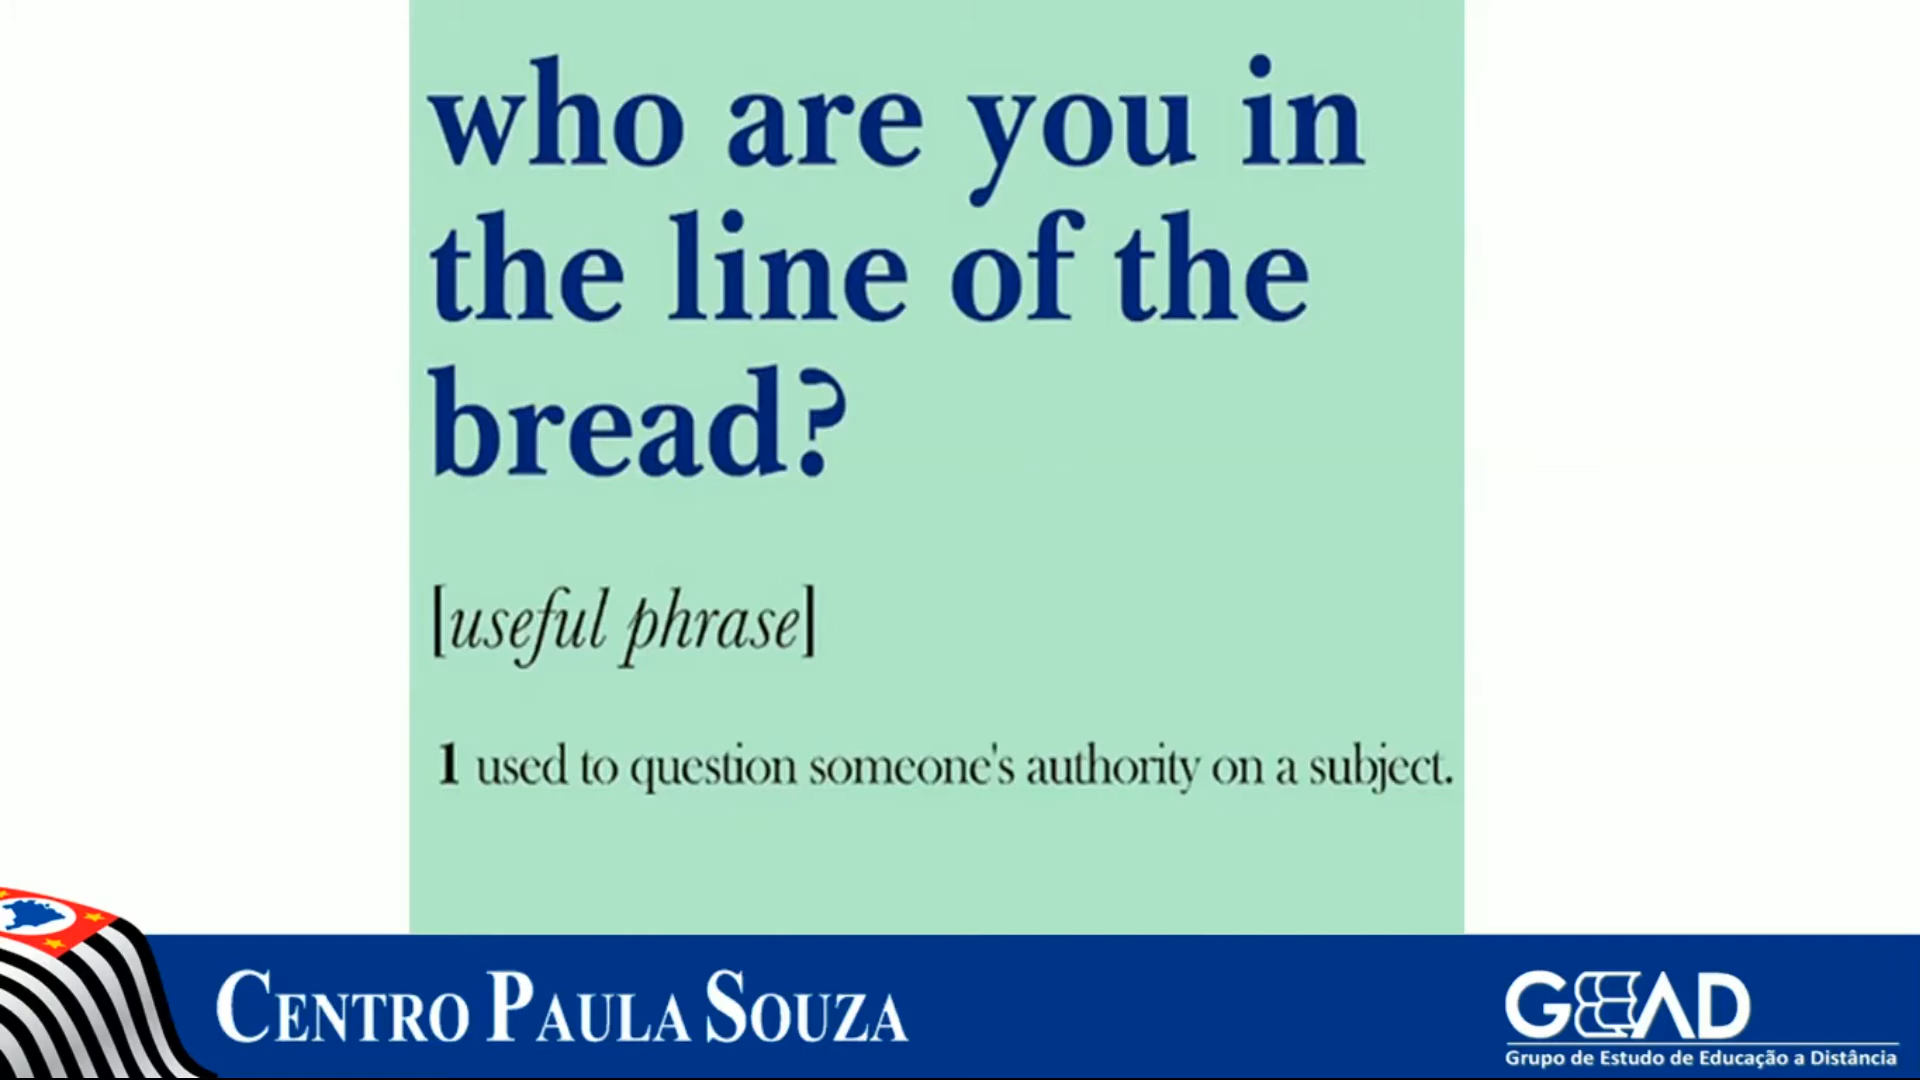 who are you in
the line of the
bread?
[useful phrase]
1 used to question someone's authority on a subject.
CENTRO PAULA SOUZA
GEEAD
Grupo de Estudo de Educação a Distância